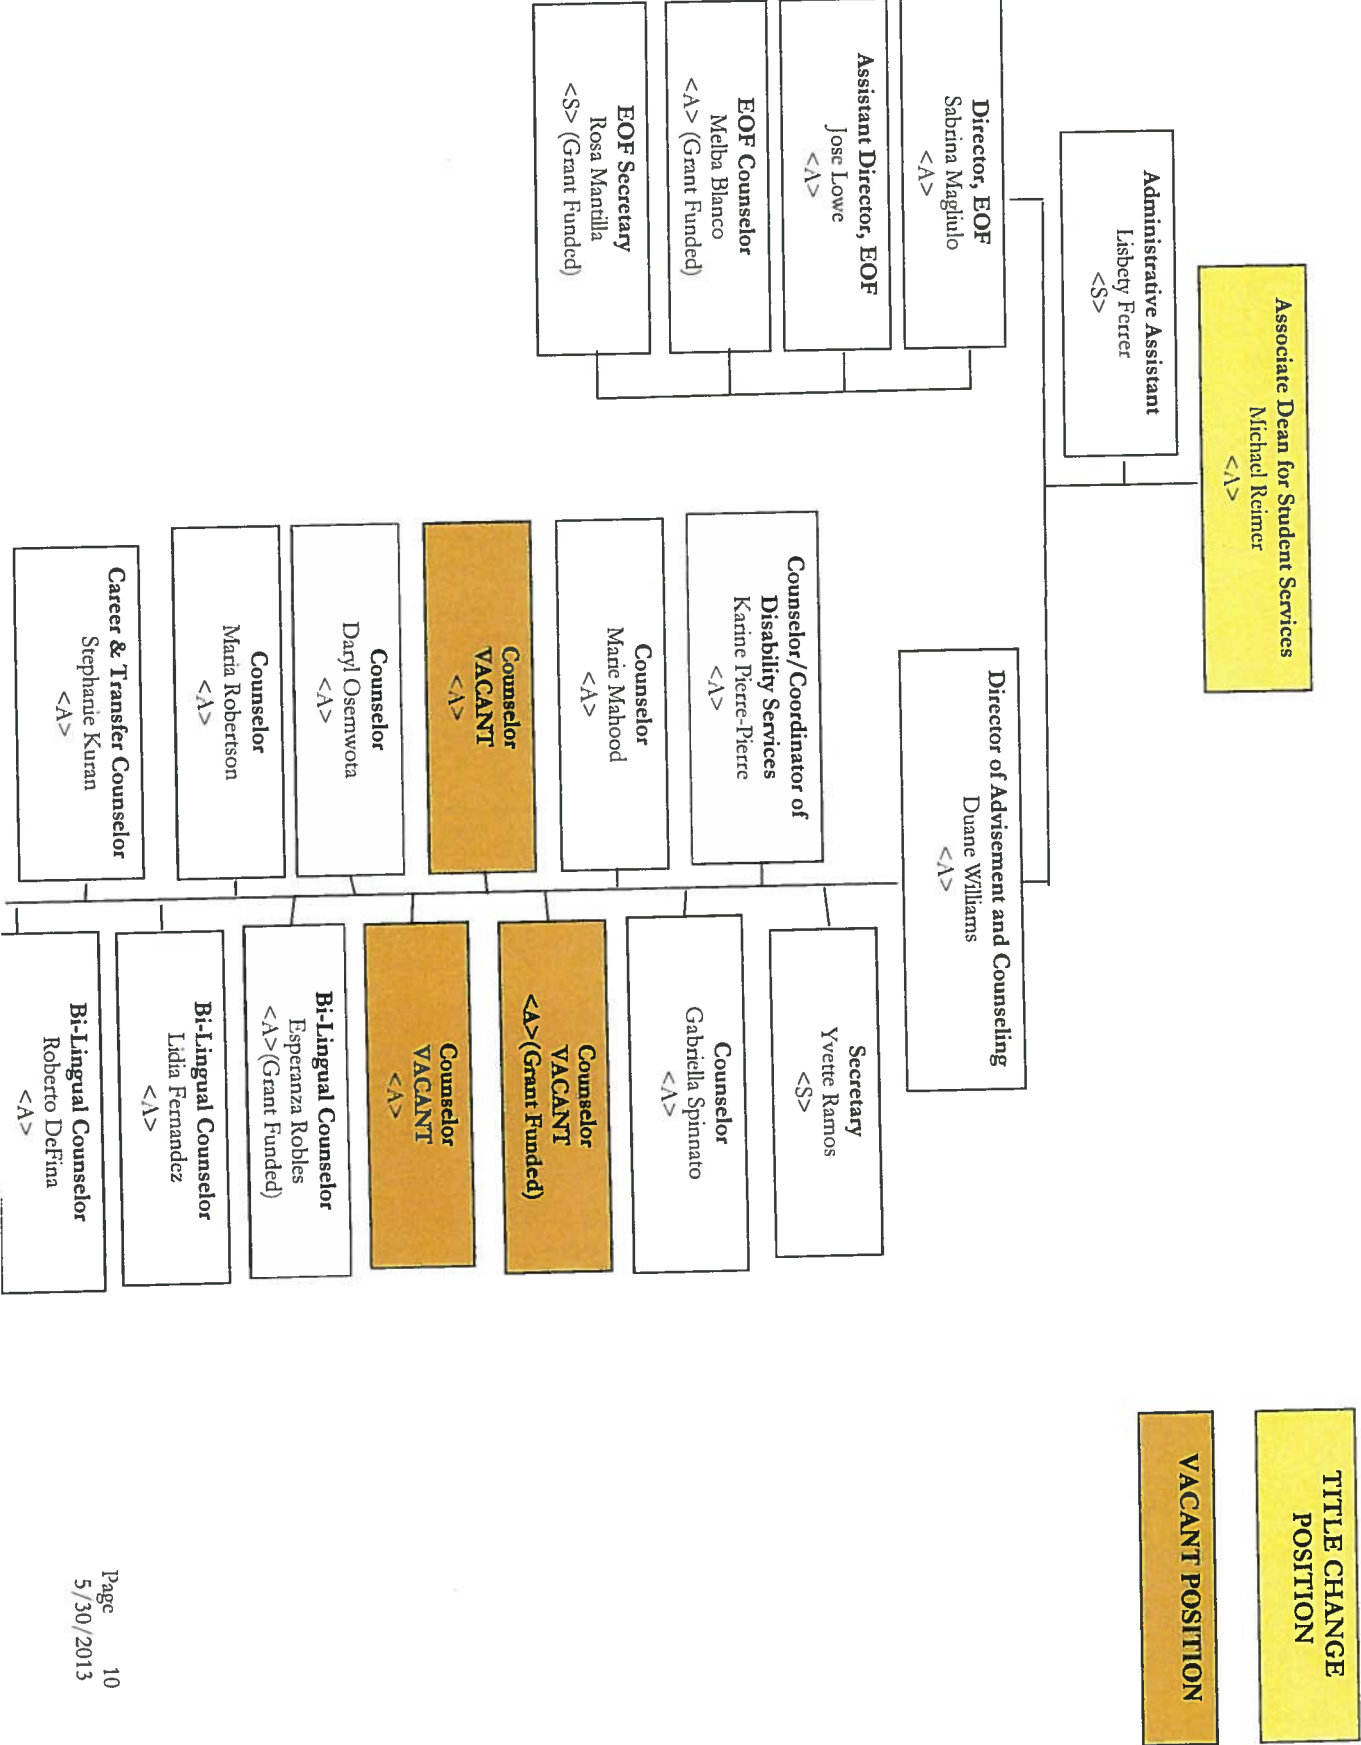 TITLE CHANGE
POSITION
VACANT POSITION
Associate Dean for Student Services
Michael Reimer
<A>
Administrative Assistant
Lisbety Ferrer
<S>
Director, EOF
Sabrina Magliulo
<A>
Assistant Director, EOF
Jose Lowe
<A>
EOF Counselor
Melba Blanco
<A> (Grant Funded)
EOF Secretary
Rosa Mantilla
<S> (Grant Funded)
Director of Advisement and Counseling
Duane Williams
<A>
Counselor/Coordinator of
Disability Services
Karine Pierre-Pierre
<A>
Counselor
Marie Mahood
<A>
Counselor
VACANT
<A>
Counselor
Daryl Osemwota
<A>
Counselor
Maria Robertson
<A>
Career & Transfer Counselor
Stephanie Kuran
<A>
Secretary
Yvette Ramos
<S>
Counselor
Gabriella Spinnato
<A>
Counselor
VACANT
<A>(Grant Funded)
Counselor
VACANT
<A>
Bi-Lingual Counselor
Esperanza Robles
<A>(Grant Funded)
Bi-Lingual Counselor
Lidia Fernandez
<A>
Bi-Lingual Counselor
Roberto DeFina
<A>
Page 10
5/30/2013